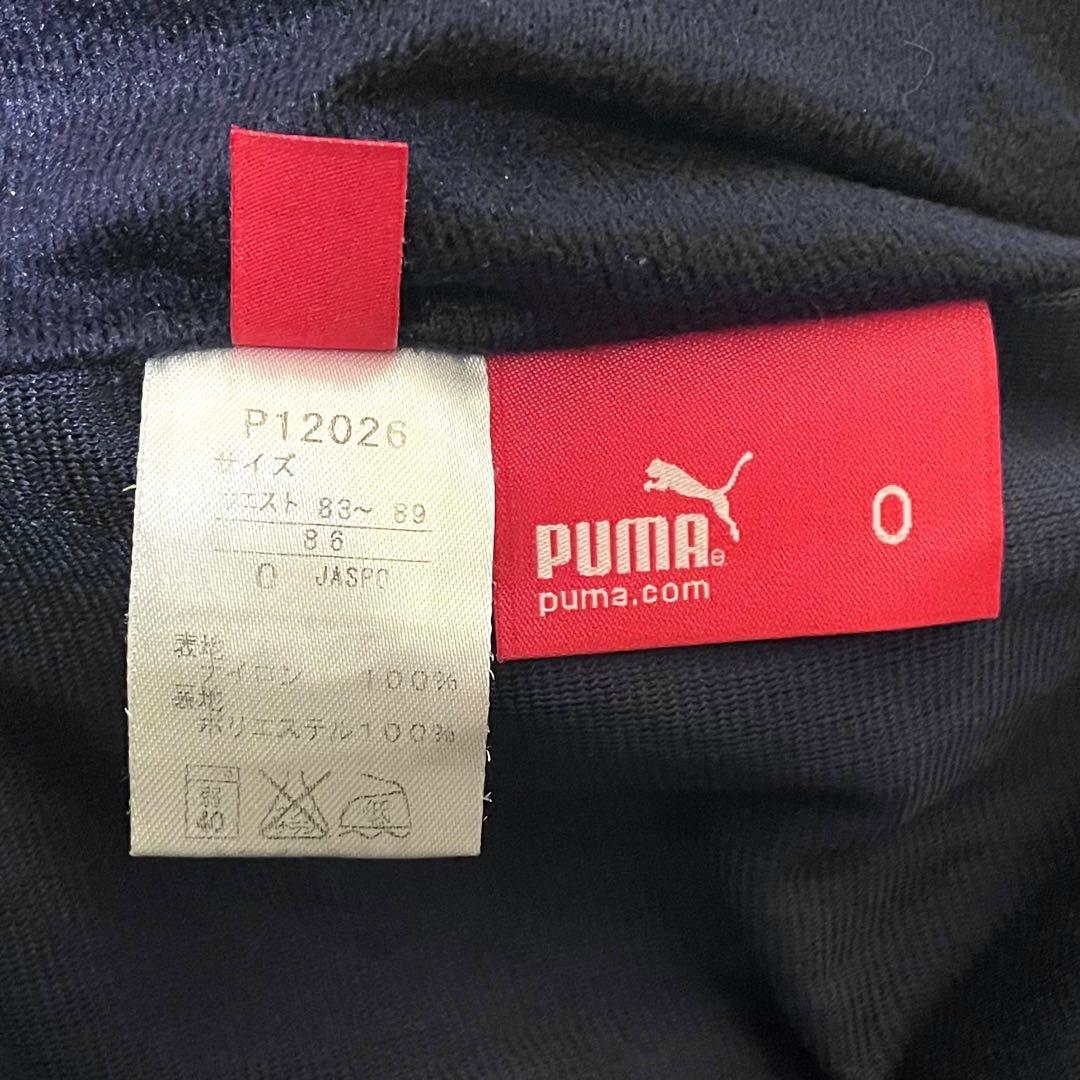 P12026
サイズ
ウエスト 83〜 89
86
O JASPO
表地
ナイロン 100%
裏地
ポリエステル100%
PUMA®
puma.com
O